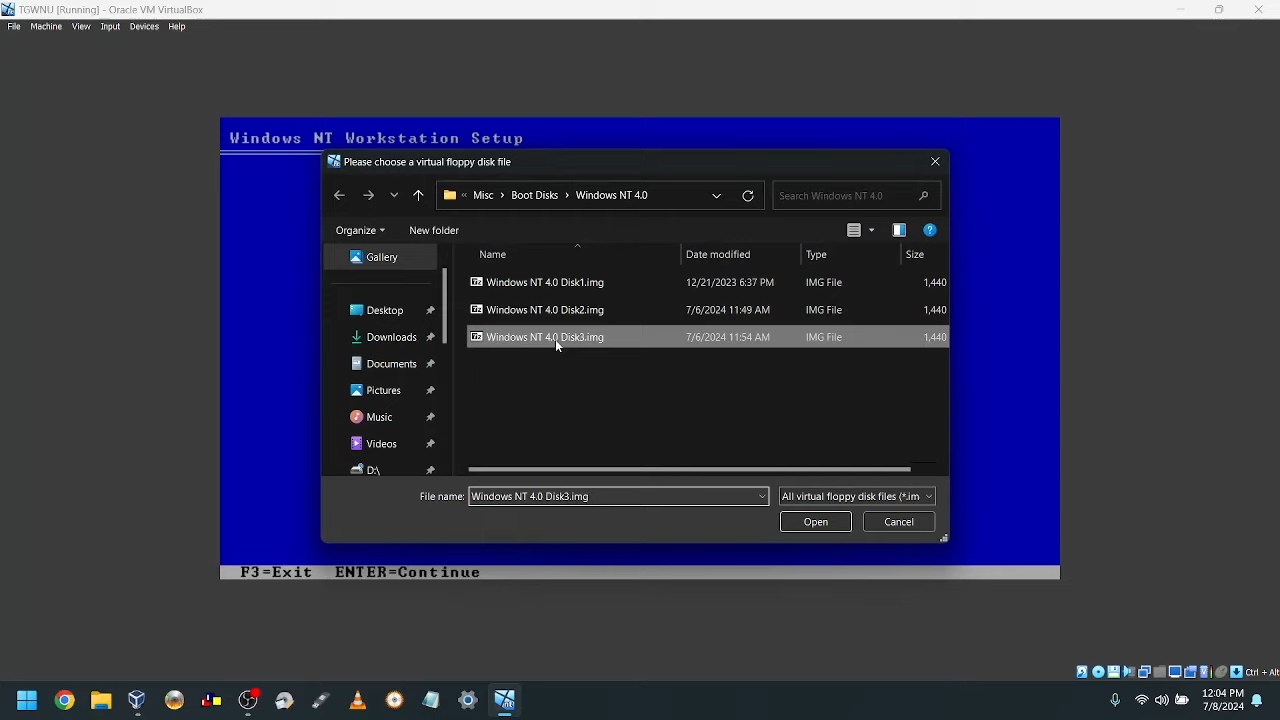 TGWNU [Running] - Oracle VM VirtualBox
File Machine View Input Devices Help
Windows NT Workstation Setup
Please choose a virtual floppy disk file
« Misc › Boot Disks › Windows NT 4.0
Search Windows NT 4.0
Organize New folder
Gallery
Desktop
Downloads
Documents
Pictures
Music
Videos
D:\
Name Date modified Type Size
Windows NT 4.0 Disk1.img 12/21/2023 6:37 PM IMG File 1,440
Windows NT 4.0 Disk2.img 7/6/2024 11:49 AM IMG File 1,440
Windows NT 4.0 Disk3.img 7/6/2024 11:54 AM IMG File 1,440
File name: Windows NT 4.0 Disk3.img All virtual floppy disk files (*.im
Open Cancel
F3=Exit ENTER=Continue
Ctrl + Alt
12:04 PM
7/8/2024